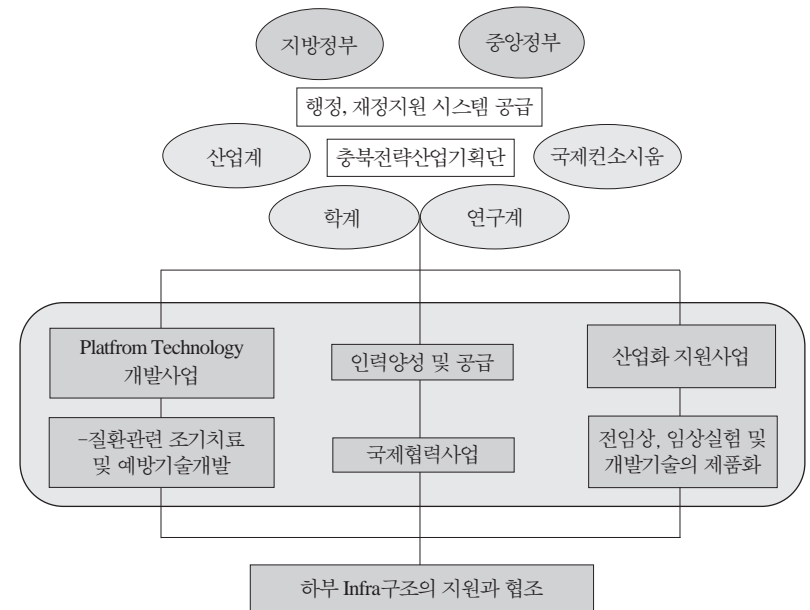 지방정부
중앙정부
행정, 재정지원 시스템 공급
산업계
충북전략산업기획단
국제컨소시움
학계
연구계
Platfrom Technology
개발사업
인력양성 및 공급
산업화 지원사업
-질환관련 조기치료
및 예방기술개발
국제협력사업
전임상, 임상실험 및
개발기술의 제품화
하부 Infra구조의 지원과 협조